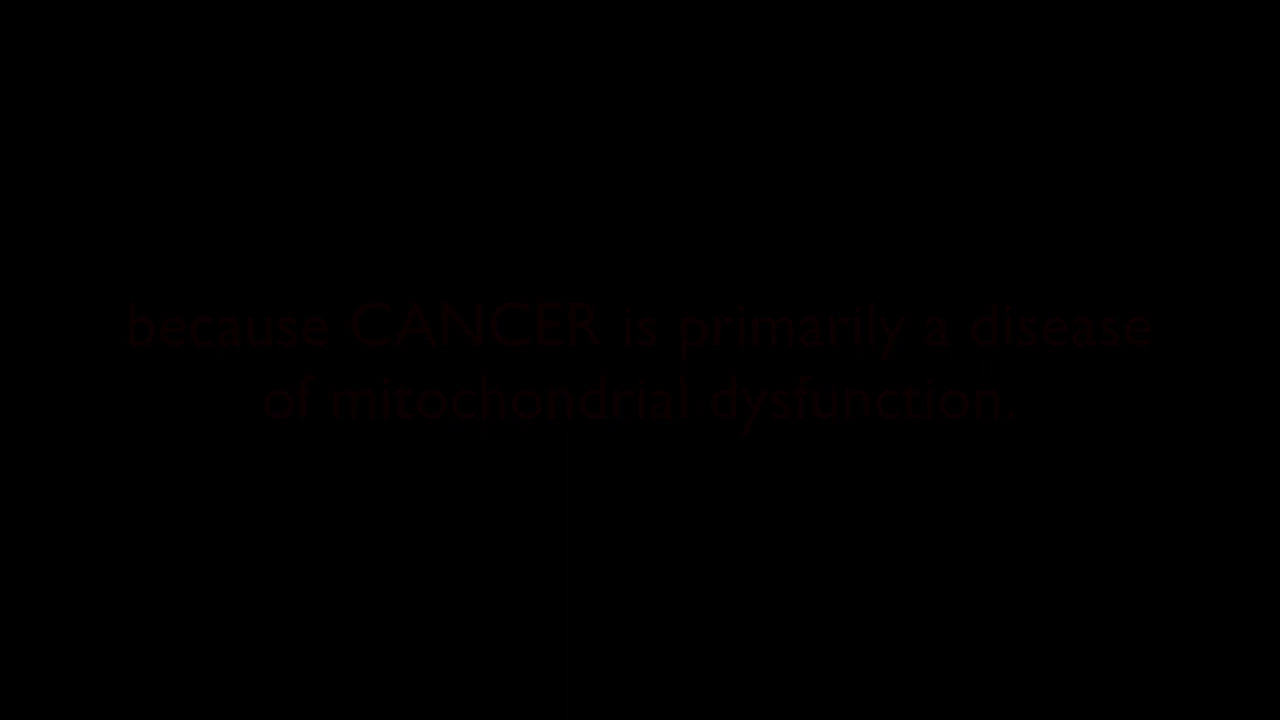 because CANCER is primarily a disease
of mitochondrial dysfunction.